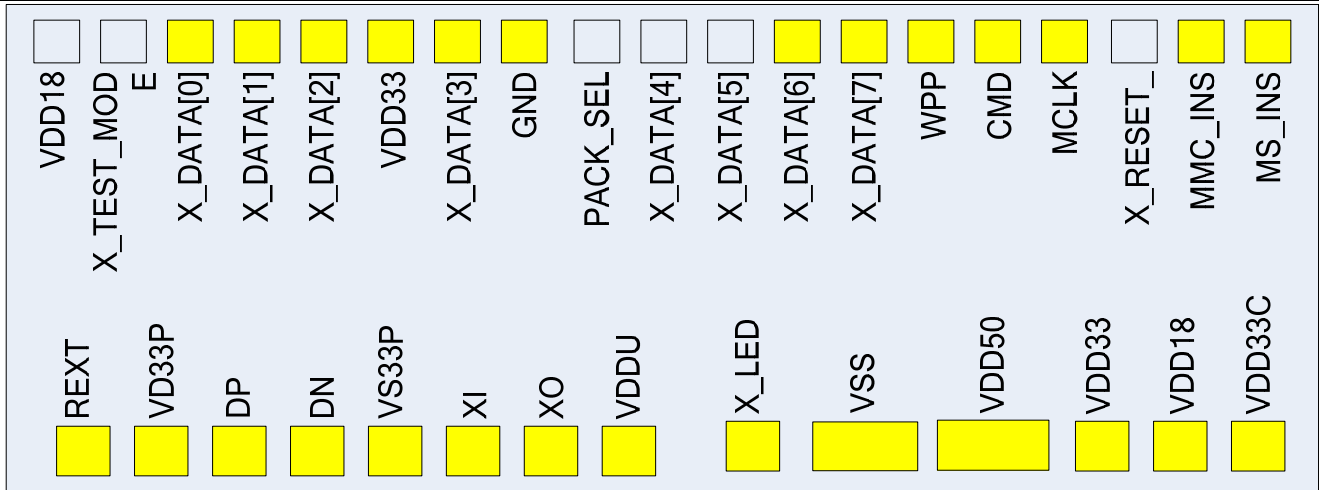 VDD18
X_TEST_MOD
E
X_DATA[0]
X_DATA[1]
X_DATA[2]
VDD33
X_DATA[3]
GND
PACK_SEL
X_DATA[4]
X_DATA[5]
X_DATA[6]
X_DATA[7]
WPP
CMD
MCLK
X_RESET_
MMC_INS
MS_INS
REXT
VD33P
DP
DN
VS33P
XI
XO
VDDU
X_LED
VSS
VDD50
VDD33
VDD18
VDD33C